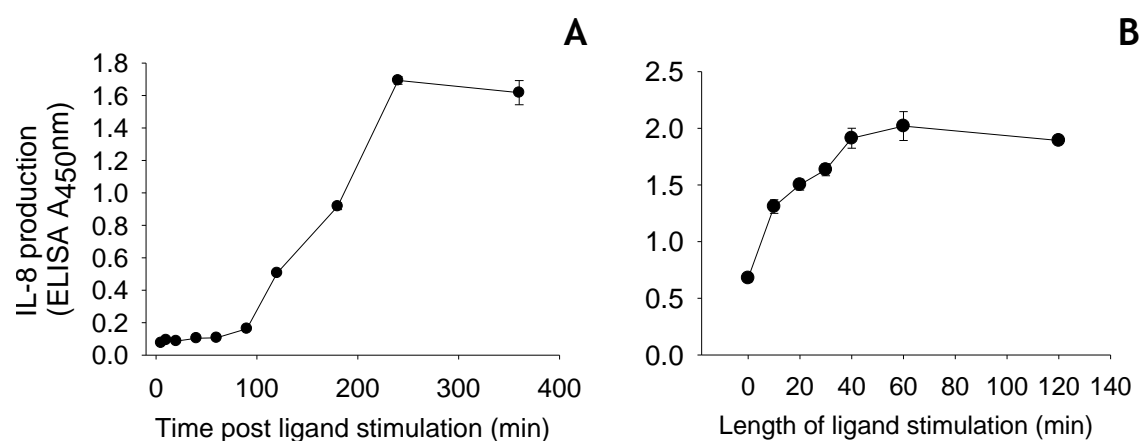 A
B
IL-8 production
(ELISA A450nm)
1.8
1.6
1.4
1.2
1.0
0.8
0.6
0.4
0.2
0.0
0 100 200 300 400
Time post ligand stimulation (min)
2.5
2.0
1.5
1.0
0.5
0.0
0 20 40 60 80 100 120 140
Length of ligand stimulation (min)